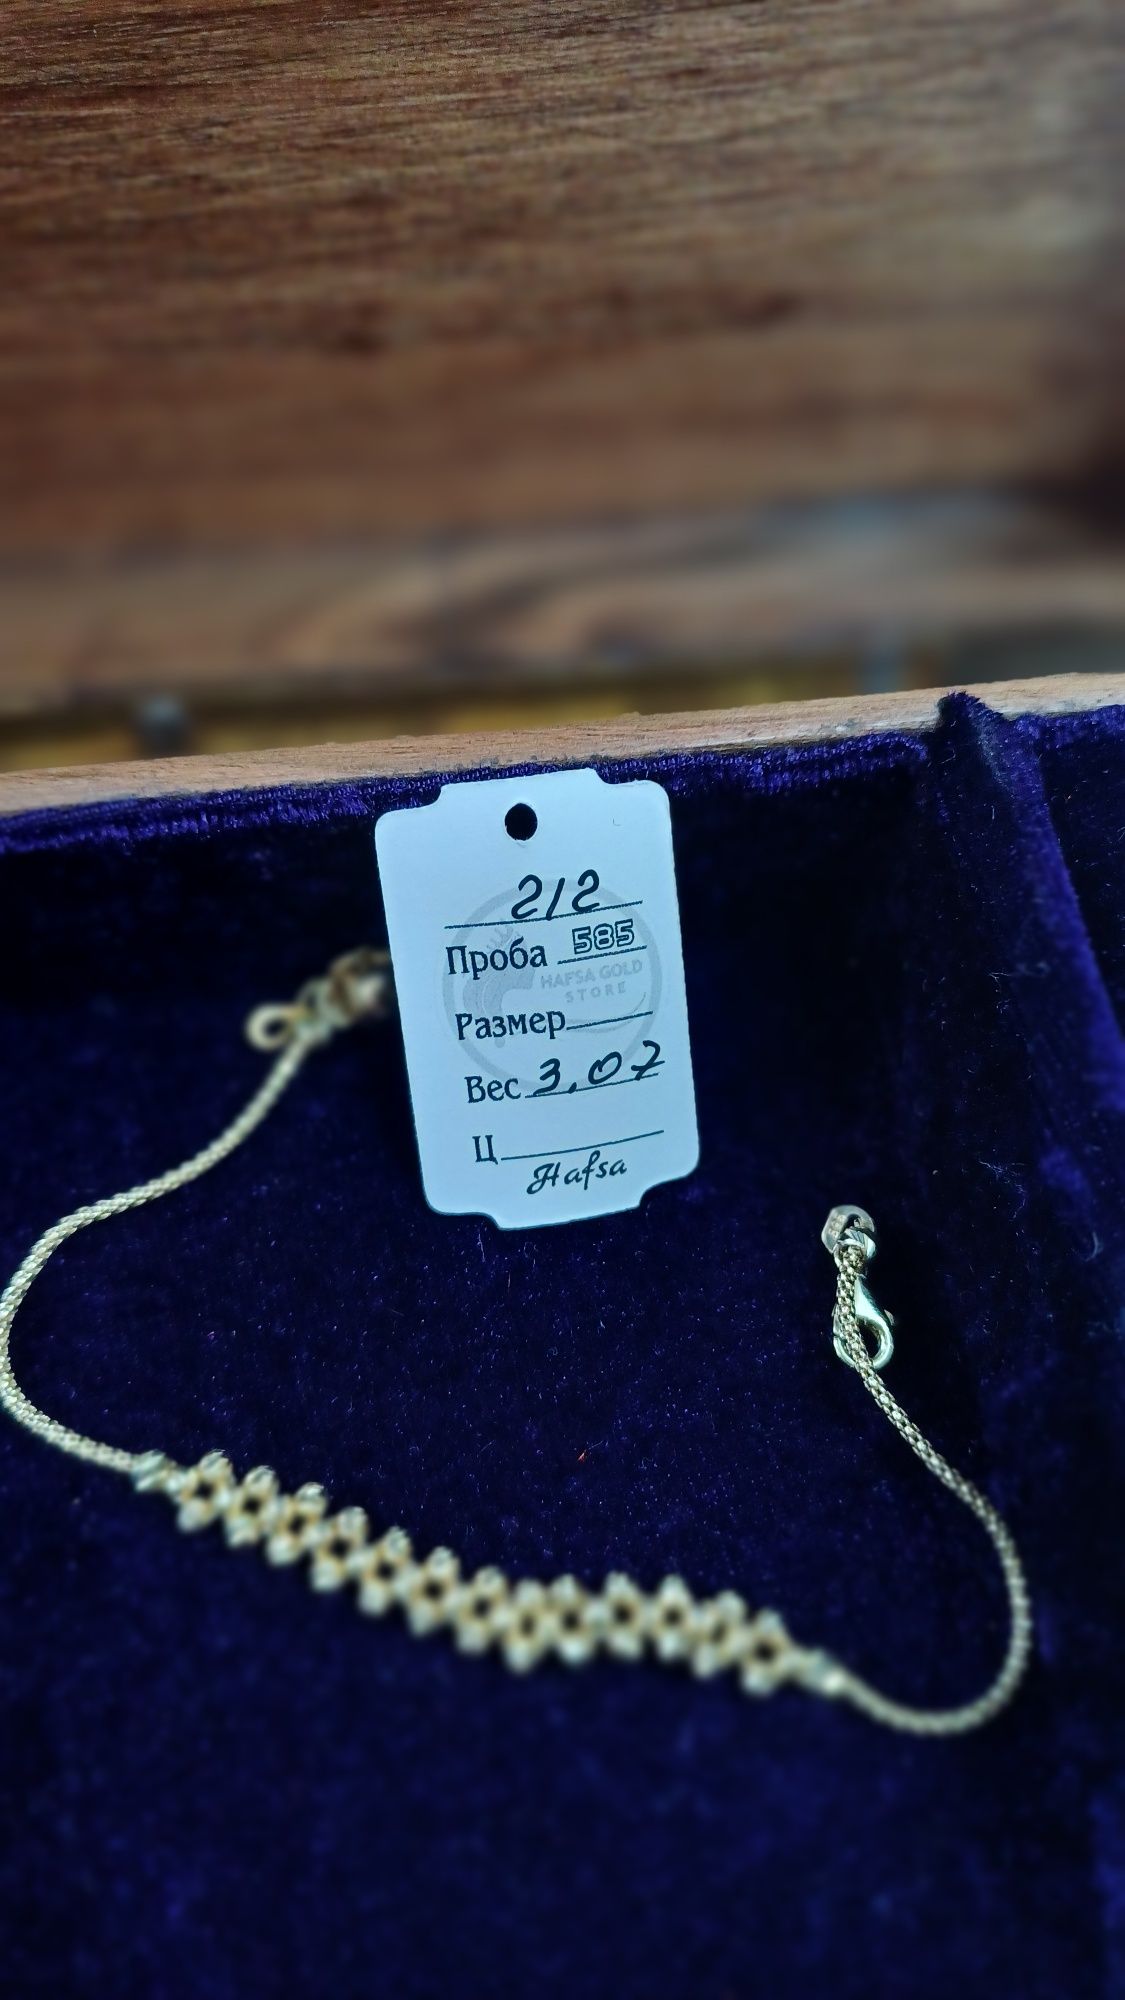 212
Проба 585
HAFSA GOLD
STORE
Размер
Вес 3.07
Ц
Hafsa